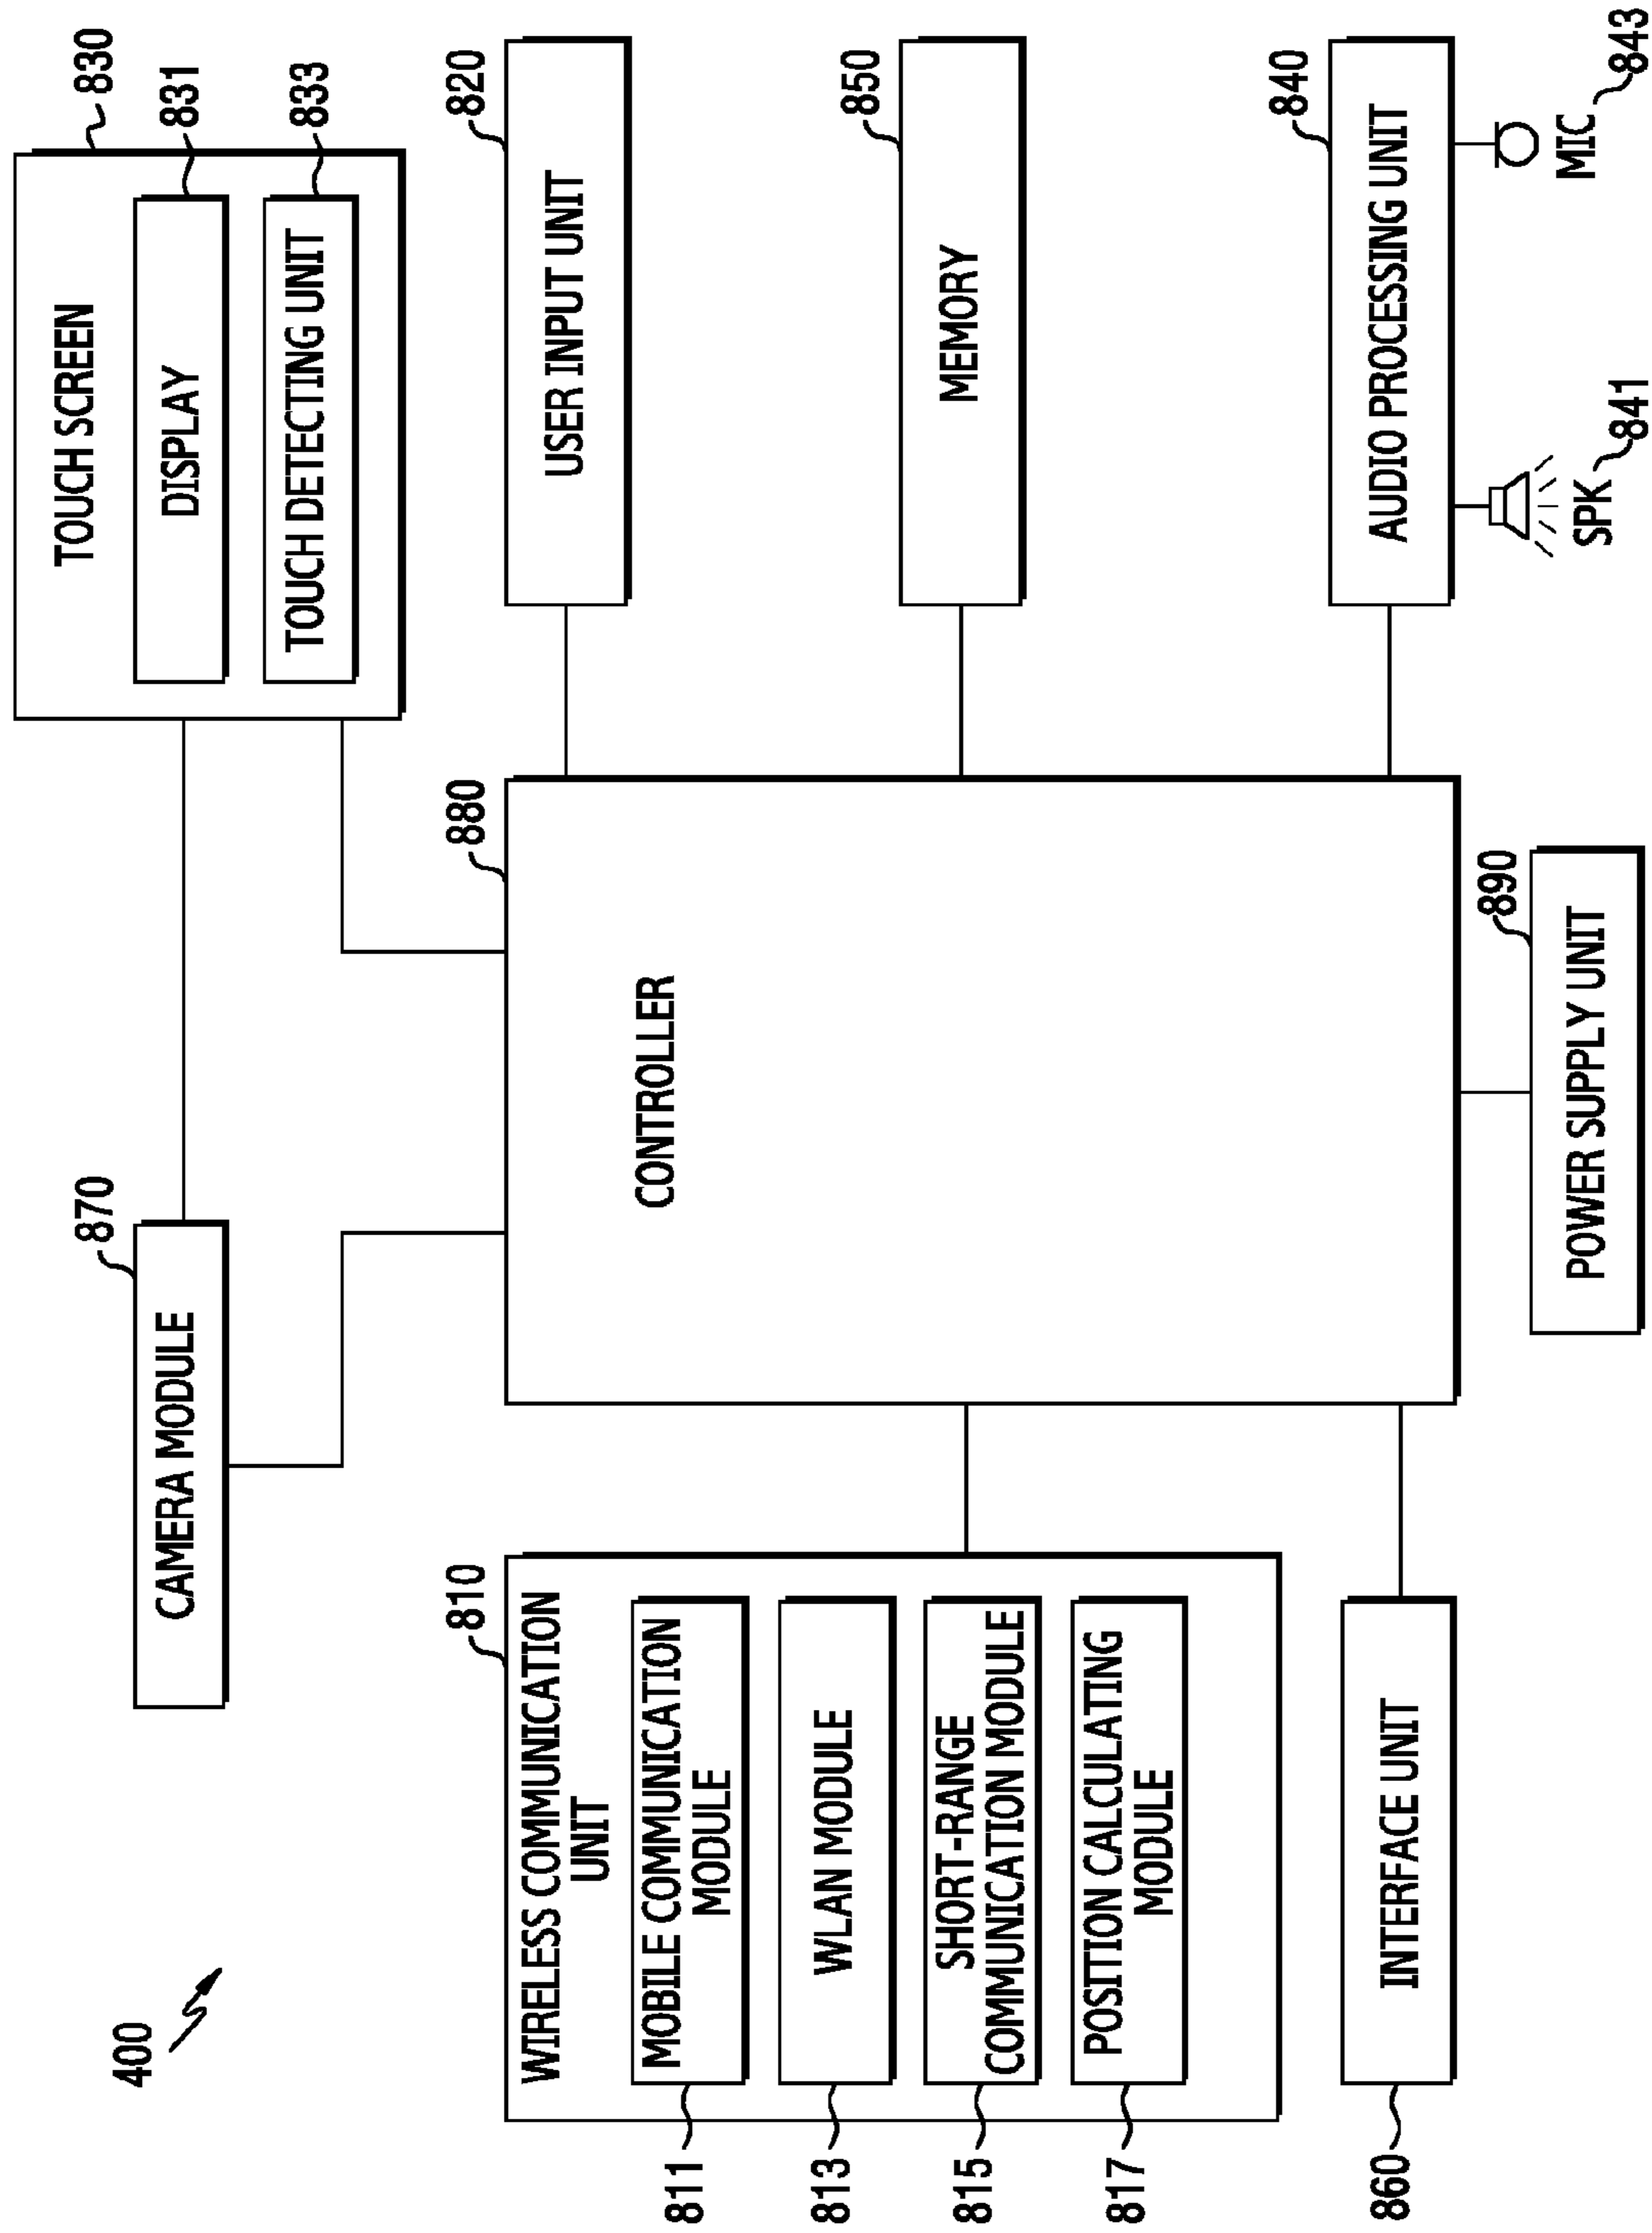 400
870
CAMERA MODULE
830
TOUCH SCREEN
DISPLAY
831
TOUCH DETECTING UNIT
833
810
WIRELESS COMMUNICATION
UNIT
811
MOBILE COMMUNICATION
MODULE
813
WLAN MODULE
815
SHORT-RANGE
COMMUNICATION MODULE
817
POSITION CALCULATING
MODULE
860
INTERFACE UNIT
880
CONTROLLER
890
POWER SUPPLY UNIT
820
USER INPUT UNIT
850
MEMORY
840
AUDIO PROCESSING UNIT
SPK
841
MIC
843